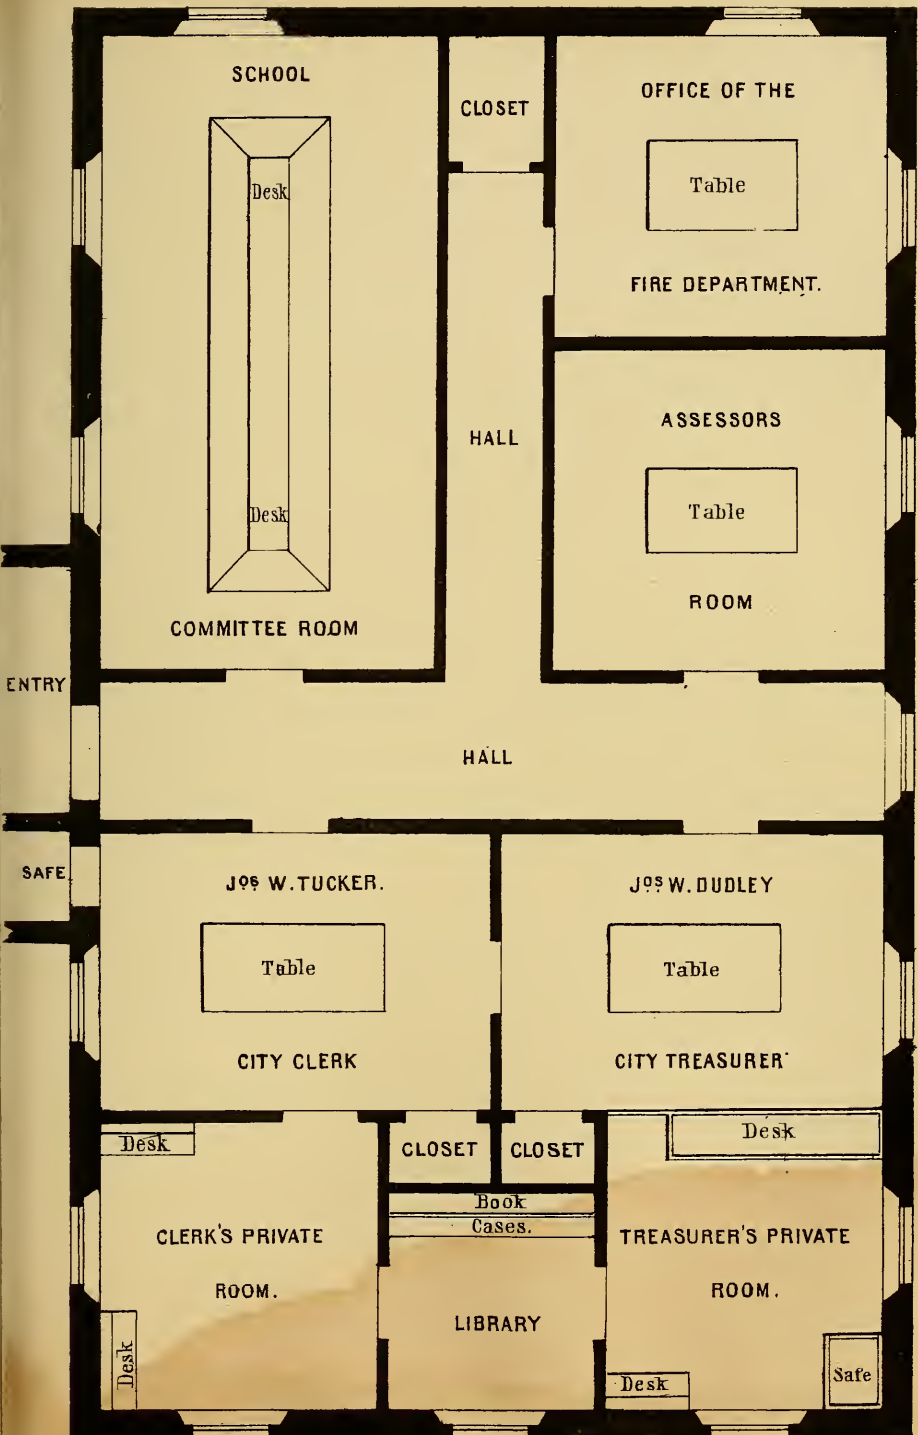 SCHOOL
Desk
Desk
COMMITTEE ROOM
CLOSET
OFFICE OF THE
Table
FIRE DEPARTMENT.
HALL
ASSESSORS
Table
ROOM
ENTRY
HALL
SAFE
Jos W. TUCKER.
Table
CITY CLERK
Jos W. DUDLEY
Table
CITY TREASURER
Desk
CLOSET
CLOSET
Desk
Book
Cases.
CLERK'S PRIVATE
ROOM.
TREASURER'S PRIVATE
ROOM.
LIBRARY
Desk
Desk
Safe